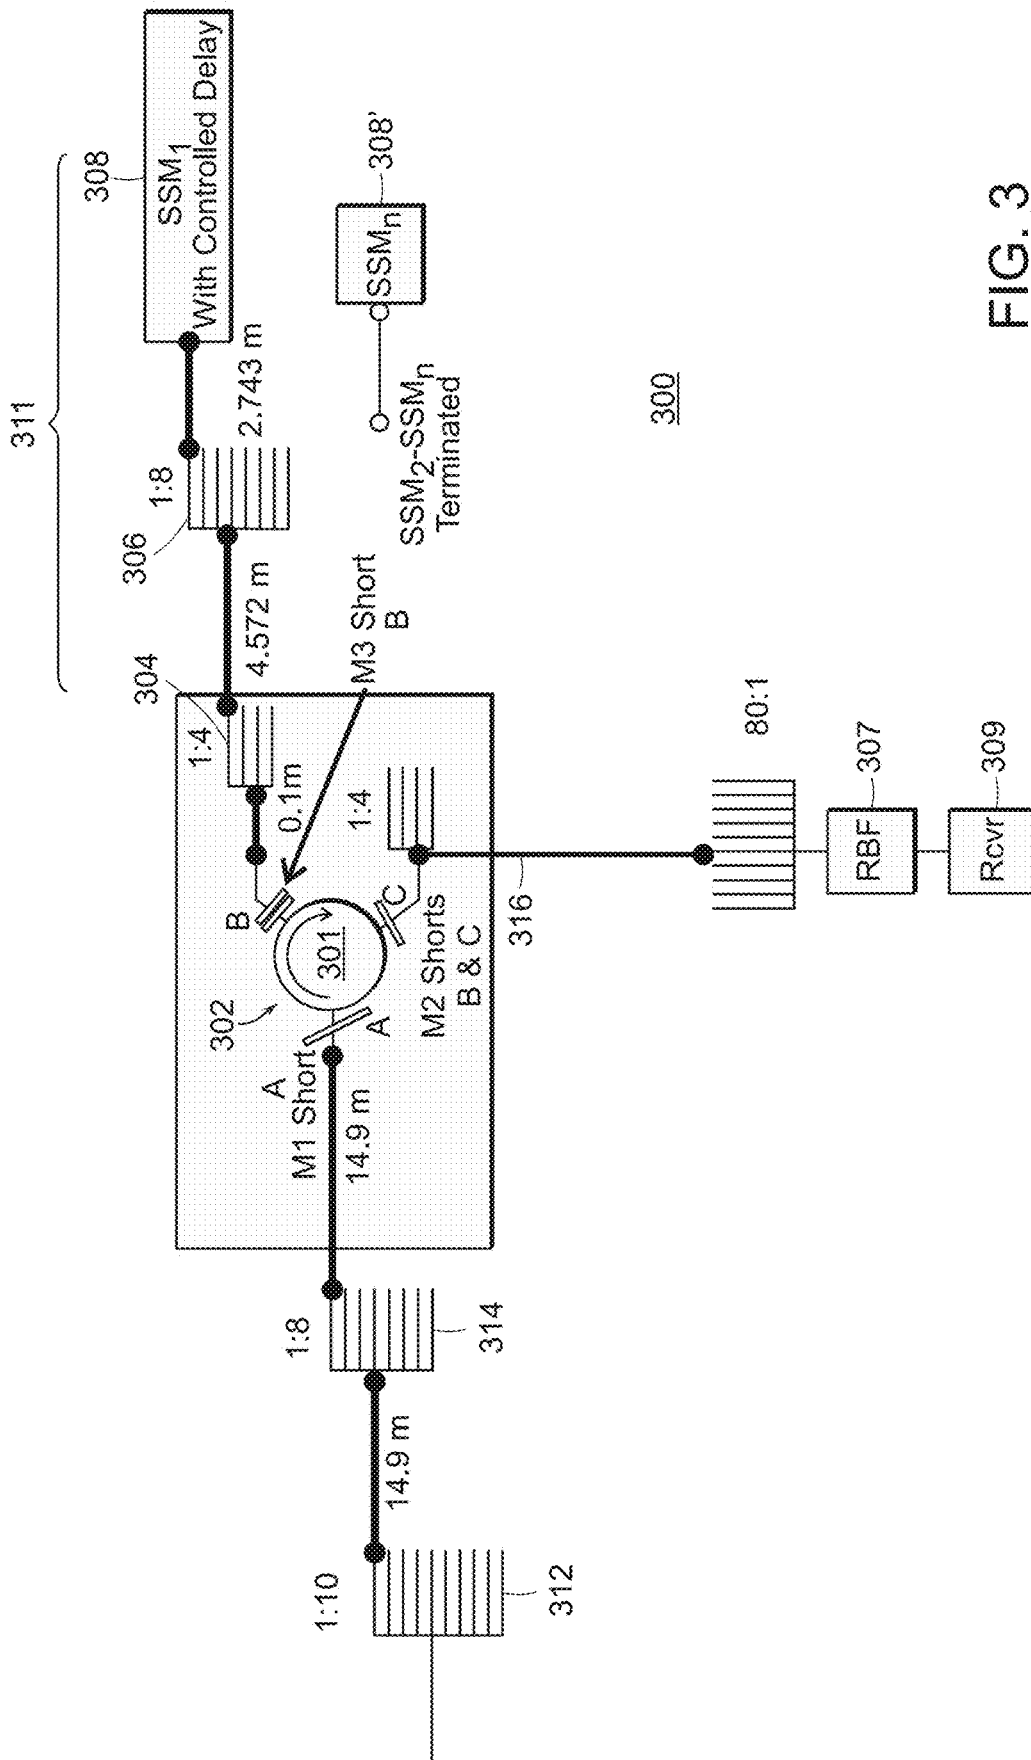 311
308
SSM1
With Controlled Delay
308'
SSMn
SSM2-SSMn
Terminated
1:8
306
2.743 m
4.572 m
304
1:4
0.1m
M3 Short
B
1:4
B
302
301
C
A
M2 Shorts
B & C
A
M1 Short
14.9 m
1:8
314
14.9 m
1:10
312
316
80:1
RBF
307
Rcvr
309
300
FIG. 3